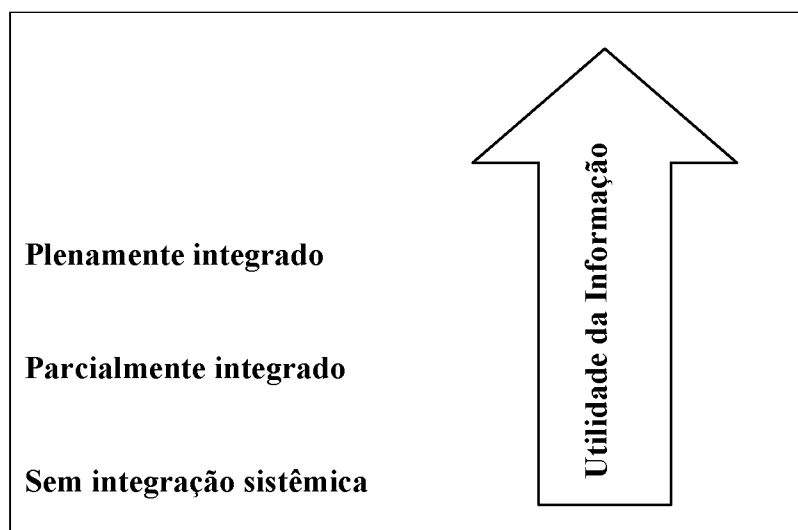 Plenamente integrado
Parcialmente integrado
Sem integração sistêmica
Utilidade da Informação